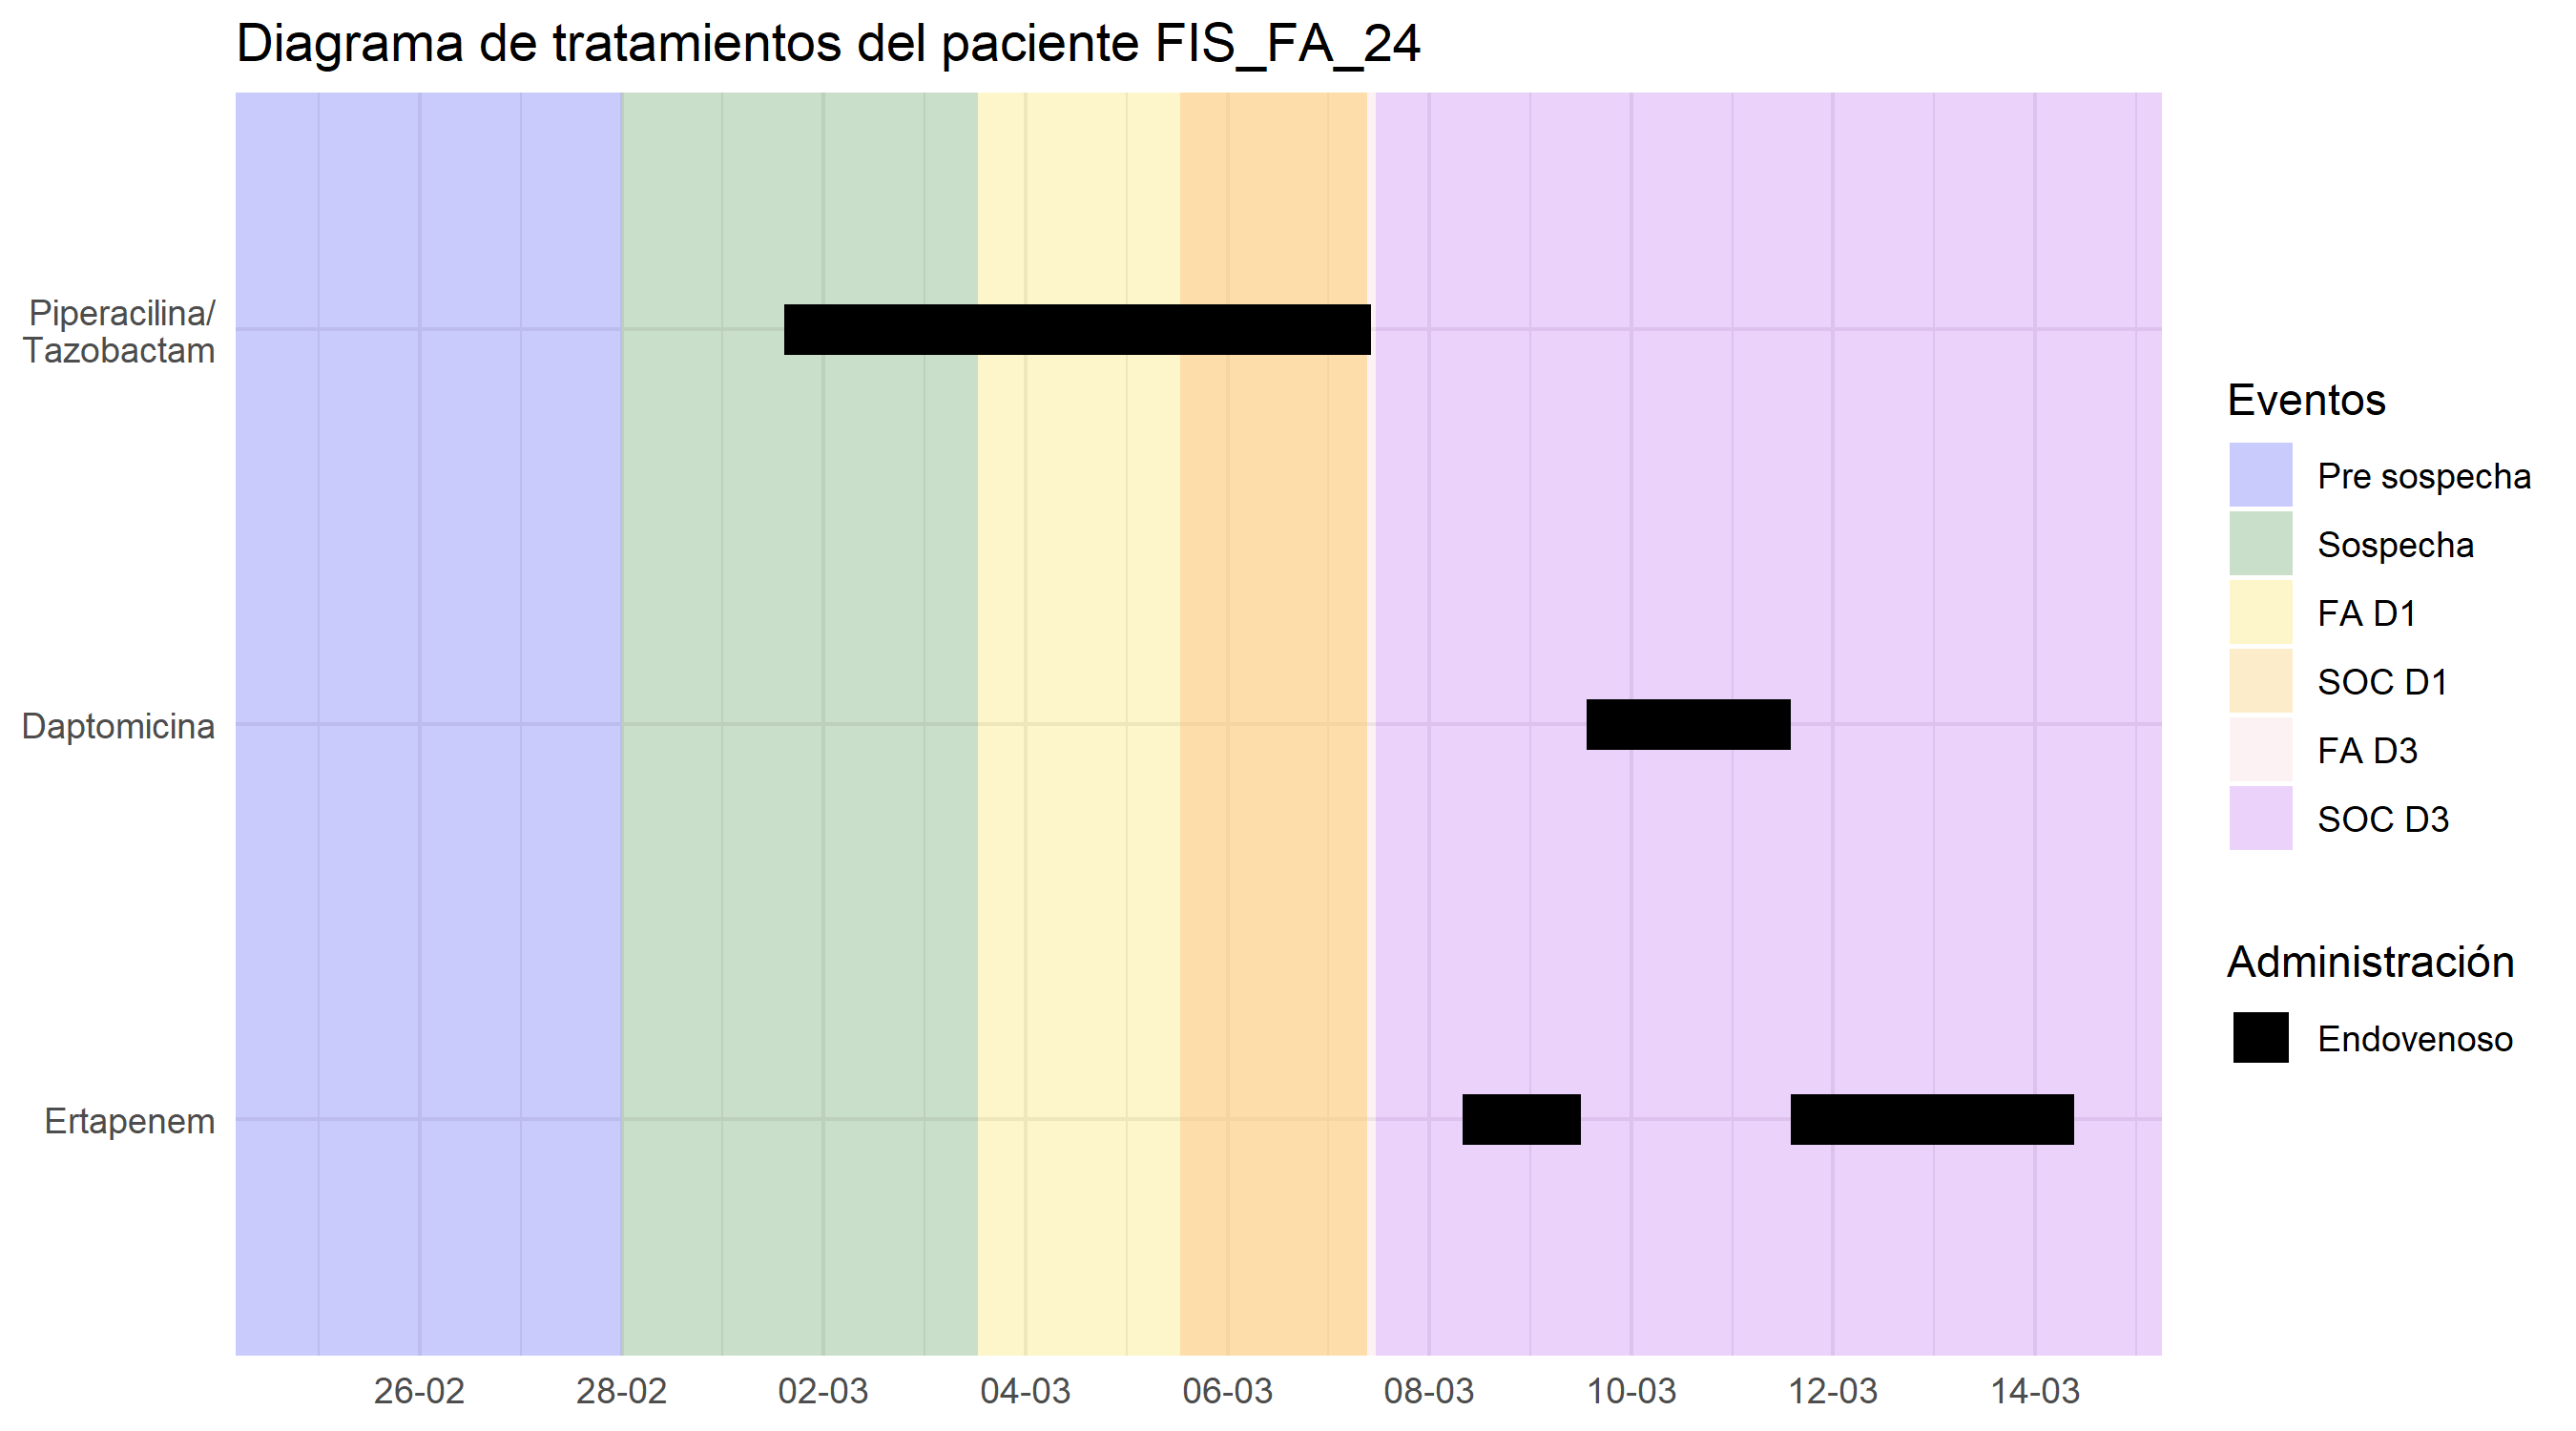 Diagrama de tratamientos del paciente FIS_FA_24
Piperacilina/
Tazobactam
Daptomicina
Ertapenem
26-02
28-02
02-03
04-03
06-03
08-03
10-03
12-03
14-03
Eventos
Pre sospecha
Sospecha
FA D1
SOC D1
FA D3
SOC D3
Administración
Endovenoso